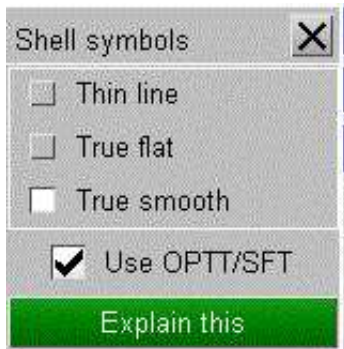 Shell symbols
Thin line
True flat
True smooth
Use OPTT/SFT
Explain this